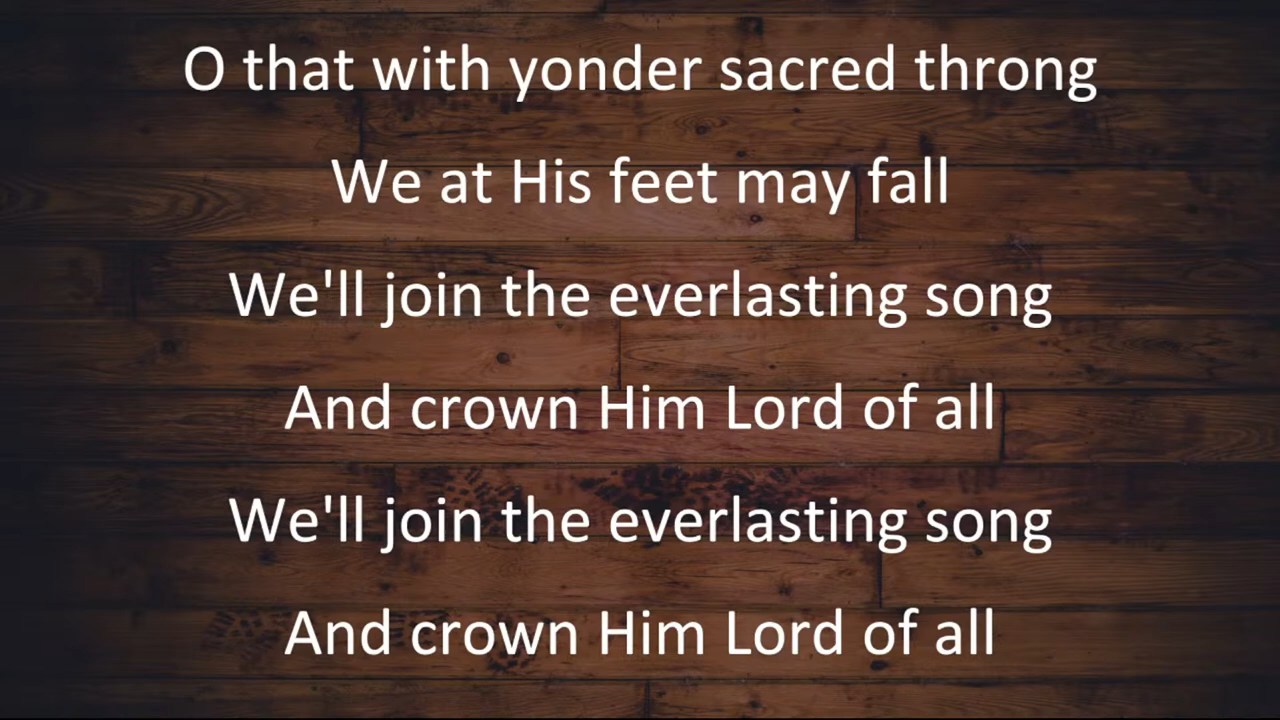 O that with yonder sacred throng
We at His feet may fall
We'll join the everlasting song
And crown Him Lord of all
We'll join the everlasting song
And crown Him Lord of all